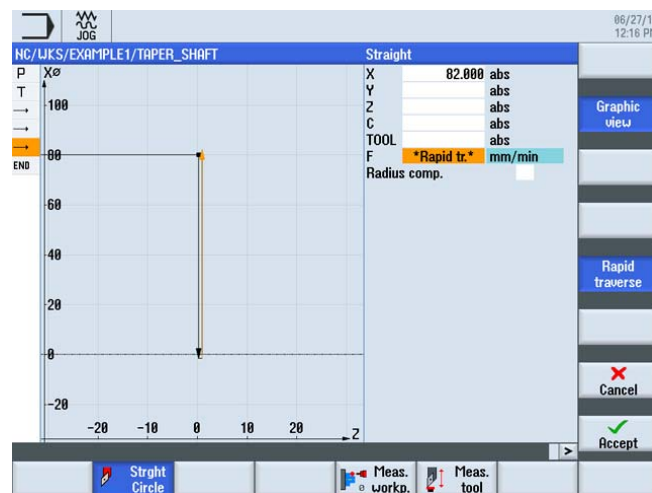 JOG
06/27/1
12:16 P
NC/WKS/EXAMPLE1/TAPER_SHAFT
Straight
P
T
END
XØ
100
80
60
40
20
0
-20
-20 -10 0 10 20 Z
X 82.000 abs
Y abs
Z abs
C abs
TOOL abs
F *Rapid tr.* mm/min
Radius comp.
Graphic
view
Rapid
traverse
Cancel
Accept
>
Strght
Circle
Meas.
workp.
Meas.
tool